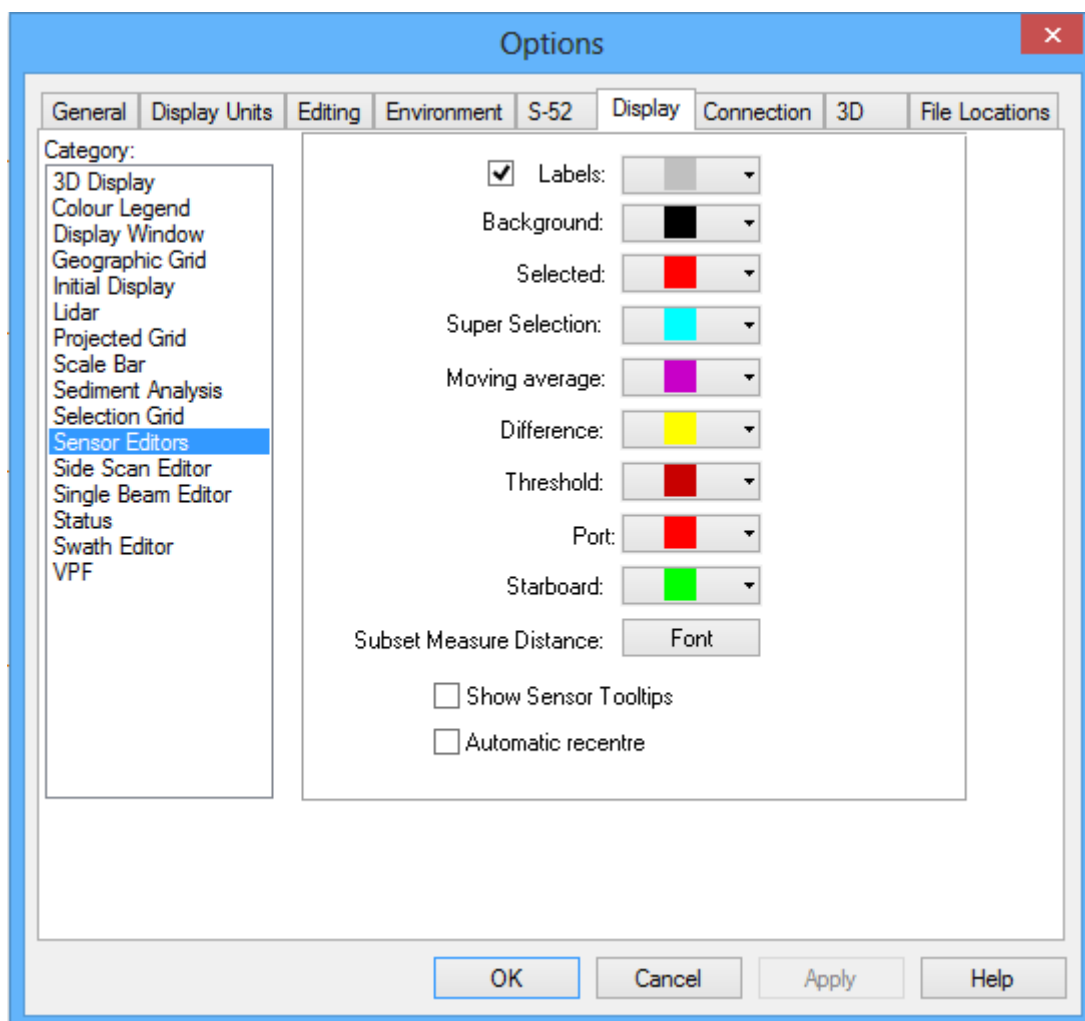 Options
General Display Units Editing Environment S-52 Display Connection 3D File Locations
Category:
3D Display
Colour Legend
Display Window
Geographic Grid
Initial Display
Lidar
Projected Grid
Scale Bar
Sediment Analysis
Selection Grid
Sensor Editors
Side Scan Editor
Single Beam Editor
Status
Swath Editor
VPF
Labels:
Background:
Selected:
Super Selection:
Moving average:
Difference:
Threshold:
Port:
Starboard:
Subset Measure Distance: Font
Show Sensor Tooltips
Automatic recentre
OK Cancel Apply Help